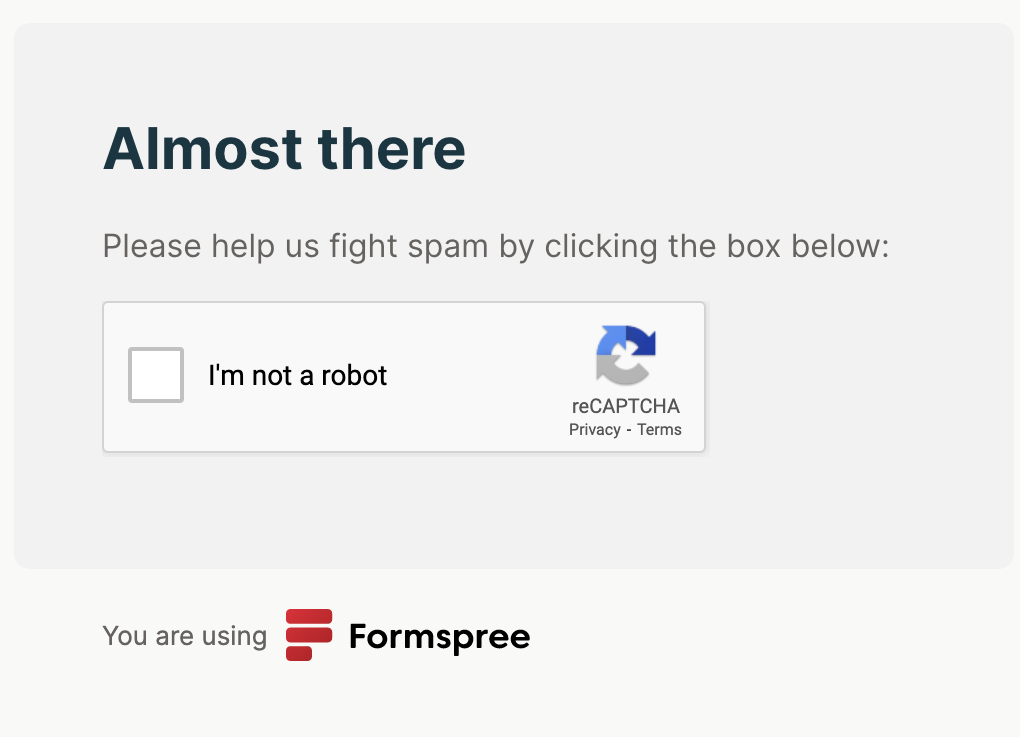 Almost there
Please help us fight spam by clicking the box below:
I'm not a robot
reCAPTCHA
Privacy - Terms
You are using Formspree